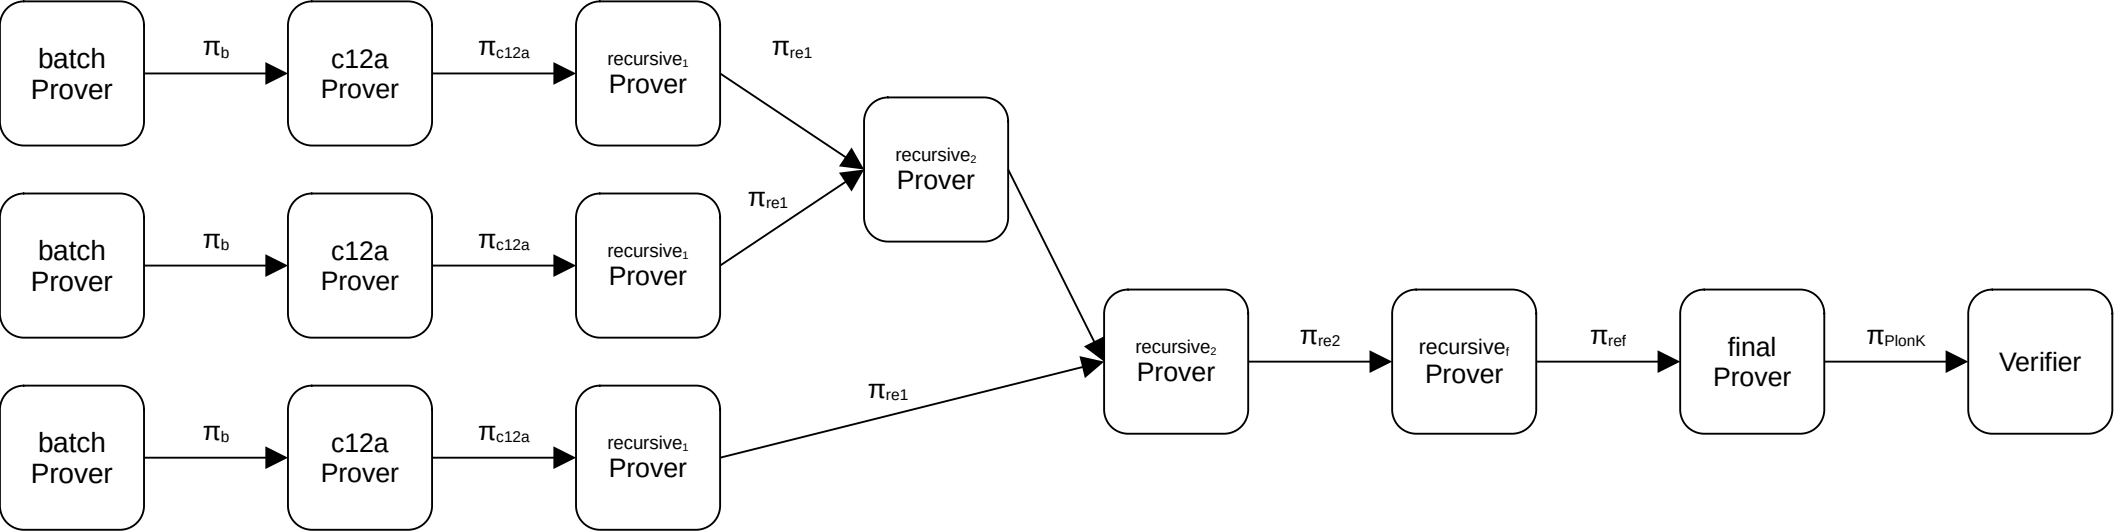 batch
Prover
πb
c12a
Prover
πc12a
recursive1
Prover
πre1
recursive2
Prover
batch
Prover
πb
c12a
Prover
πc12a
recursive1
Prover
πre1
recursive2
Prover
πre2
recursivef
Prover
πref
final
Prover
πPlonK
Verifier
batch
Prover
πb
c12a
Prover
πc12a
recursive1
Prover
πre1